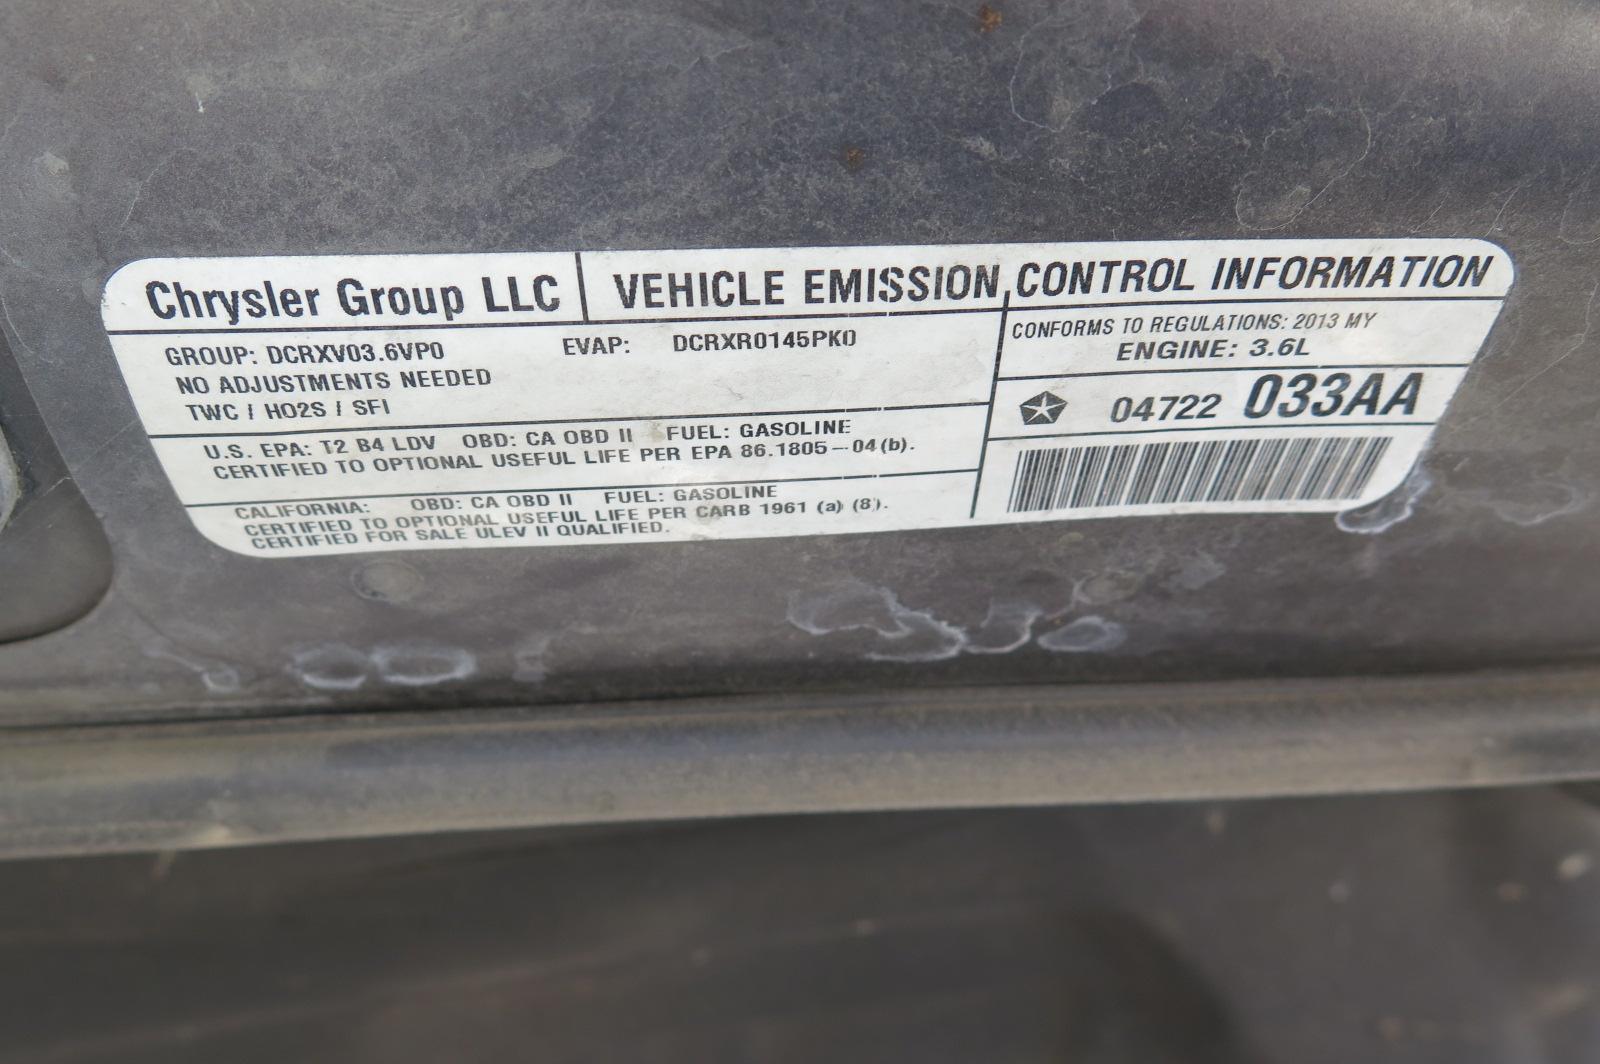 Chrysler Group LLC
VEHICLE EMISSION CONTROL INFORMATION
GROUP: DCRXV03.6VP0 EVAP: DCRXR0145PK0
NO ADJUSTMENTS NEEDED
TWC / HO2S / SFI
U.S. EPA: T2 B4 LDV OBD: CA OBD II FUEL: GASOLINE
CERTIFIED TO OPTIONAL USEFUL LIFE PER EPA 86.1805-04(b).
CALIFORNIA: OBD: CA OBD II FUEL: GASOLINE
CERTIFIED TO OPTIONAL USEFUL LIFE PER CARB 1961 (a) (8).
CERTIFIED FOR SALE ULEV II QUALIFIED.
CONFORMS TO REGULATIONS: 2013 MY
ENGINE: 3.6L
04722 033AA